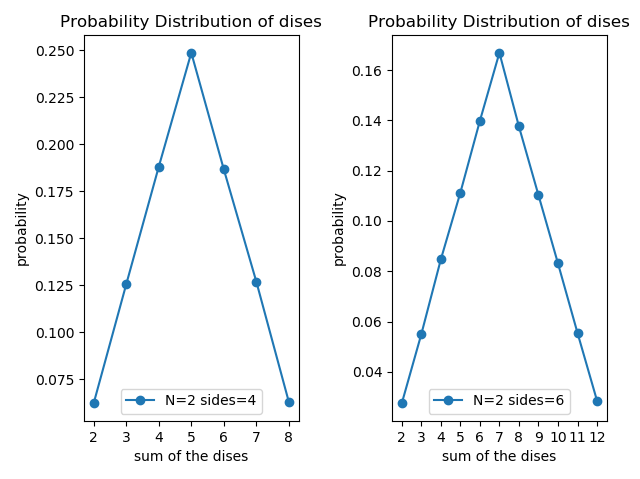 Probability Distribution of dises
0.250
0.225
0.200
0.175
0.150
0.125
0.100
0.075
probability
N=2 sides=4
2 3 4 5 6 7 8
sum of the dises
Probability Distribution of dises
0.16
0.14
0.12
0.10
0.08
0.06
0.04
probability
N=2 sides=6
2 3 4 5 6 7 8 9 10 11 12
sum of the dises